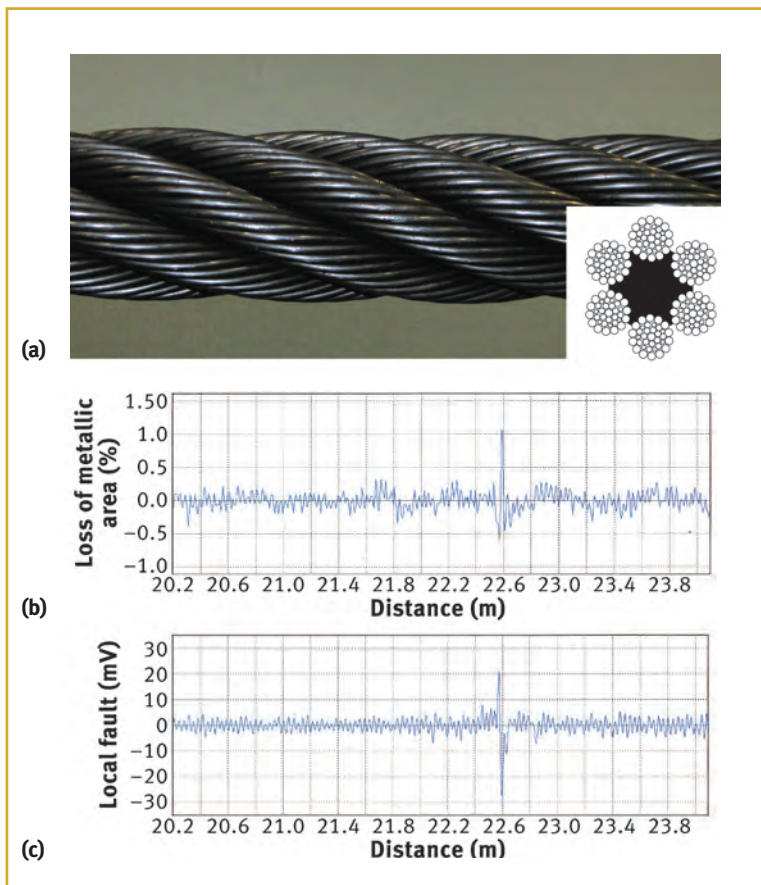 (a)
Loss of metallic
area (%)
1.50
1.0
0.5
0.0
−0.5
−1.0
20.2 20.6 21.0 21.4 21.8 22.2 22.6 23.0 23.4 23.8
Distance (m)
(b)
Local fault (mV)
30
20
10
0
−10
−20
−30
20.2 20.6 21.0 21.4 21.8 22.2 22.6 23.0 23.4 23.8
Distance (m)
(c)